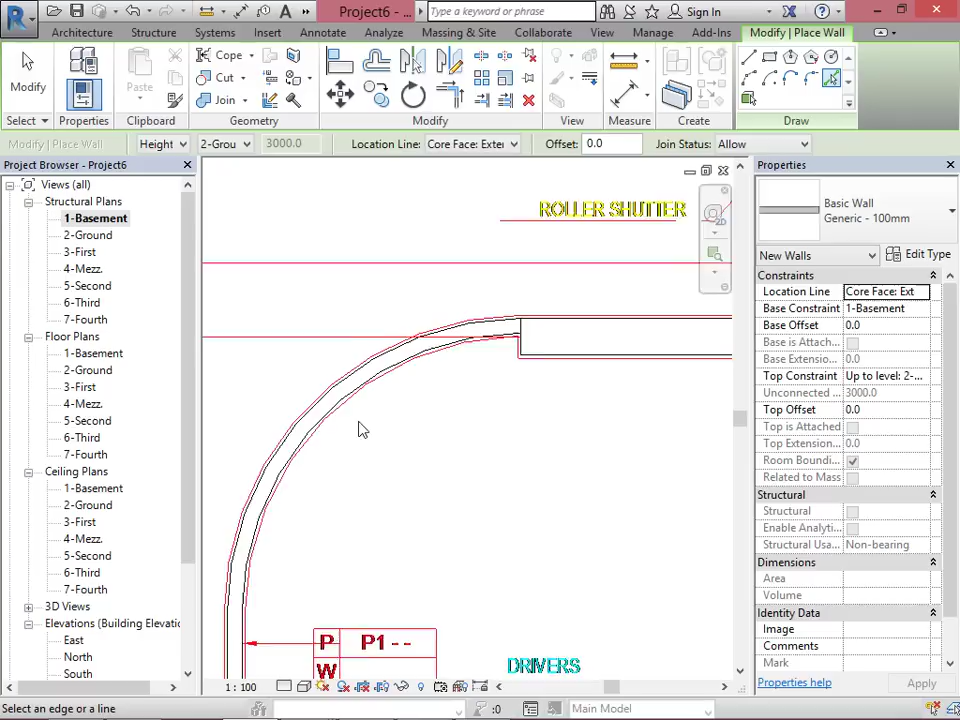 Project6 - ...
Type a keyword or phrase
Sign In
Architecture Structure Systems Insert Annotate Analyze Massing & Site Collaborate View Manage Add-Ins Modify | Place Wall
Modify
Paste
Cope
Cut
Join
Select Properties Clipboard Geometry Modify View Measure Create Draw
Modify | Place Wall Height 2-Grou 3000.0 Location Line: Core Face: Exter Offset: 0.0 Join Status: Allow
Project Browser - Project6
Views (all)
Structural Plans
1-Basement
2-Ground
3-First
4-Mezz.
5-Second
6-Third
7-Fourth
Floor Plans
1-Basement
2-Ground
3-First
4-Mezz.
5-Second
6-Third
7-Fourth
Ceiling Plans
1-Basement
2-Ground
3-First
4-Mezz.
5-Second
6-Third
7-Fourth
3D Views
Elevations (Building Elevatio
East
North
South
ROLLER SHUTTER
2D
P P1 - -
W
DRIVERS
1 : 100
Properties
Basic Wall
Generic - 100mm
New Walls Edit Type
Constraints
Location Line Core Face: Ext
Base Constraint 1-Basement
Base Offset 0.0
Base is Attached
Base Extension... 0.0
Top Constraint Up to level: 2-...
Unconnected ... 3000.0
Top Offset 0.0
Top is Attached
Top Extension... 0.0
Room Boundi...
Related to Mass
Structural
Structural
Enable Analyti...
Structural Usa... Non-bearing
Dimensions
Area
Volume
Identity Data
Image
Comments
Mark
Properties help Apply
Select an edge or a line :0 Main Model